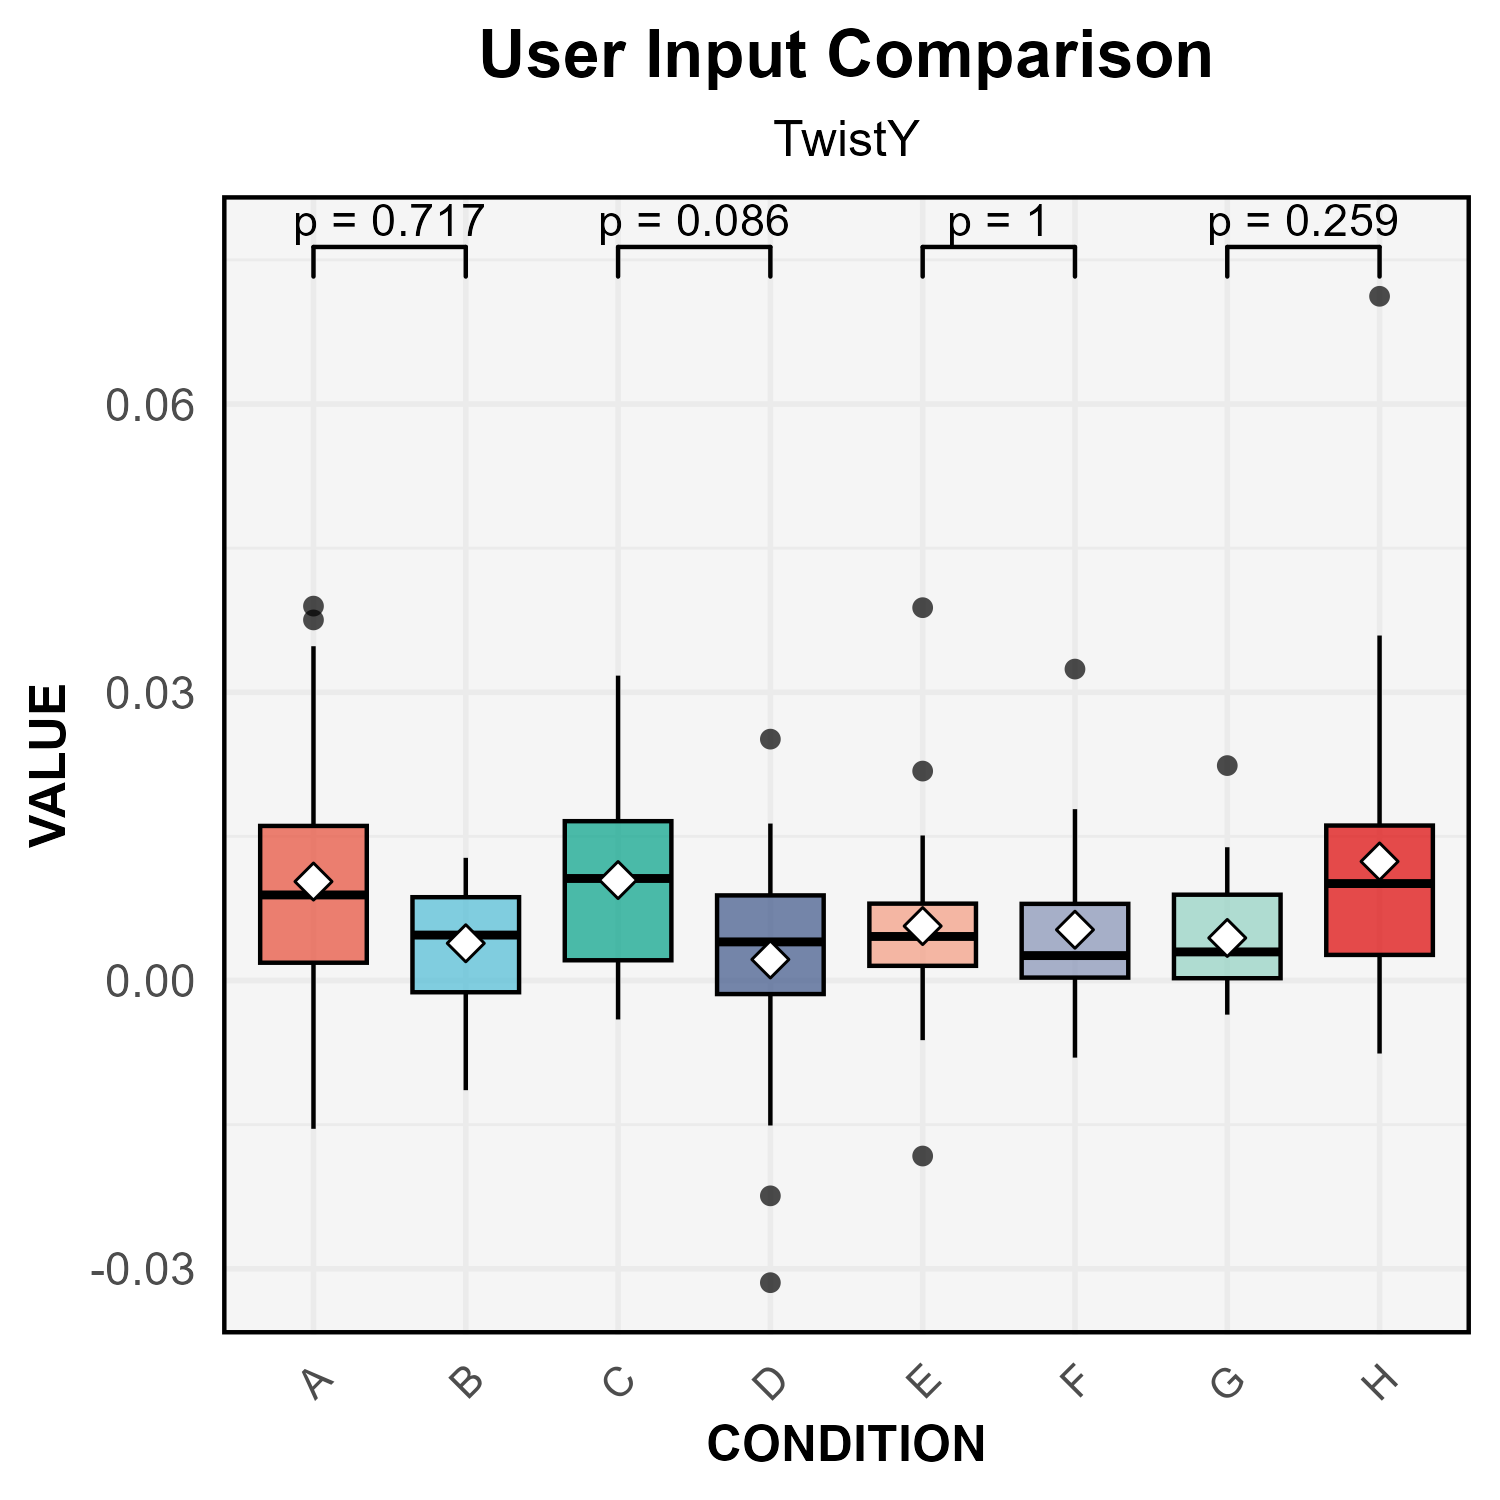 User Input Comparison
TwistY
p = 0.717 p = 0.086 p = 1 p = 0.259
0.06
0.03
0.00
-0.03
VALUE
A B C D E F G H
CONDITION